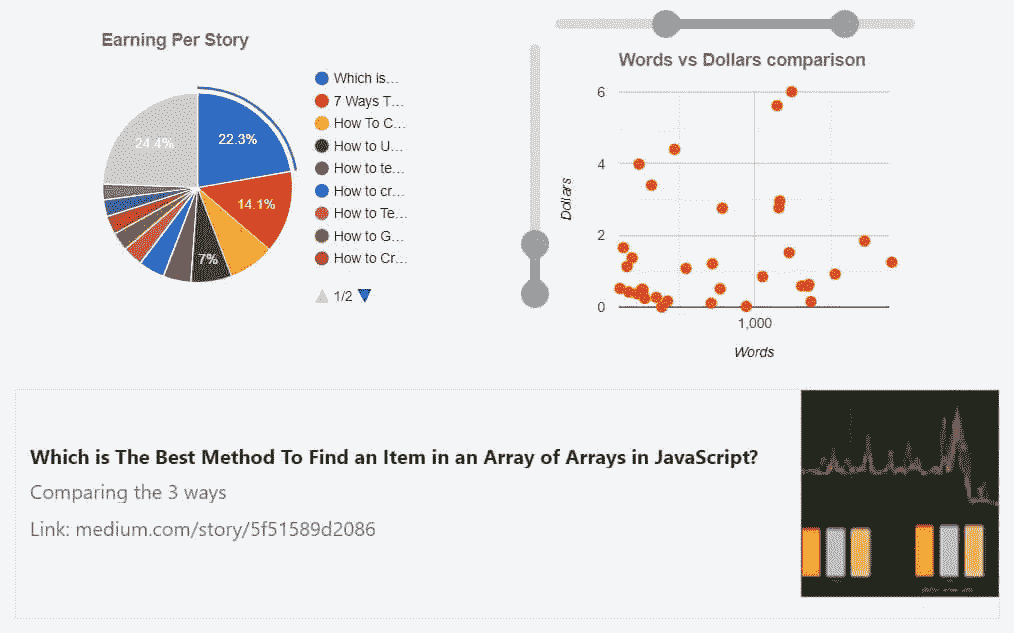 Earning Per Story
24.4%
22.3%
14.1%
7%
Which is...
7 Ways T...
How To C...
How to U...
How to te...
How to cr...
How to Te...
How to G...
How to Cr...
1/2
Words vs Dollars comparison
Dollars
6
4
2
0
1,000
Words
Which is The Best Method To Find an Item in an Array of Arrays in JavaScript?
Comparing the 3 ways
Link: medium.com/story/5f51589d2086